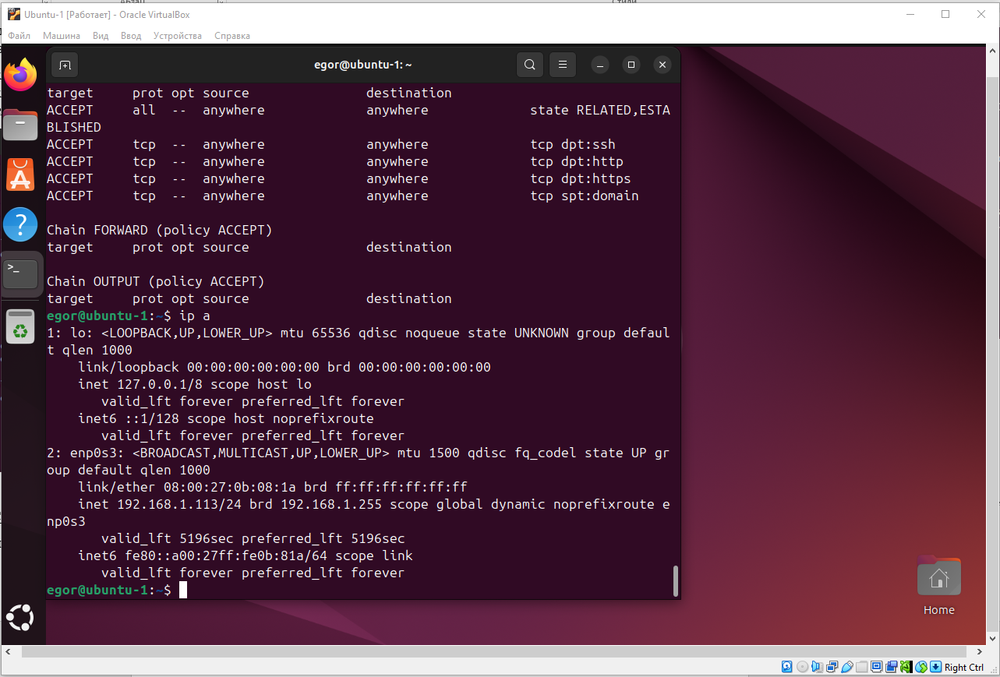 Ubuntu-1 [Работает] - Oracle VirtualBox
Файл Машина Вид Ввод Устройства Справка
egor@ubuntu-1: ~
target prot opt source destination
ACCEPT all -- anywhere anywhere state RELATED,ESTA
BLISHED
ACCEPT tcp -- anywhere anywhere tcp dpt:ssh
ACCEPT tcp -- anywhere anywhere tcp dpt:http
ACCEPT tcp -- anywhere anywhere tcp dpt:https
ACCEPT tcp -- anywhere anywhere tcp spt:domain
Chain FORWARD (policy ACCEPT)
target prot opt source destination
Chain OUTPUT (policy ACCEPT)
target prot opt source destination
egor@ubuntu-1:~$ ip a
1: lo: <LOOPBACK,UP,LOWER_UP> mtu 65536 qdisc noqueue state UNKNOWN group defaul
t qlen 1000
link/loopback 00:00:00:00:00:00 brd 00:00:00:00:00:00
inet 127.0.0.1/8 scope host lo
valid_lft forever preferred_lft forever
inet6 ::1/128 scope host noprefixroute
valid_lft forever preferred_lft forever
2: enp0s3: <BROADCAST,MULTICAST,UP,LOWER_UP> mtu 1500 qdisc fq_codel state UP gr
oup default qlen 1000
link/ether 08:00:27:0b:08:1a brd ff:ff:ff:ff:ff:ff
inet 192.168.1.113/24 brd 192.168.1.255 scope global dynamic noprefixroute e
np0s3
valid_lft 5196sec preferred_lft 5196sec
inet6 fe80::a00:27ff:fe0b:81a/64 scope link
valid_lft forever preferred_lft forever
egor@ubuntu-1:~$
Home
Right Ctrl